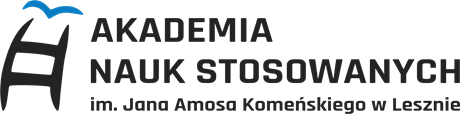 AKADEMIA
NAUK STOSOWANYCH
im. Jana Amosa Komeńskiego w Lesznie